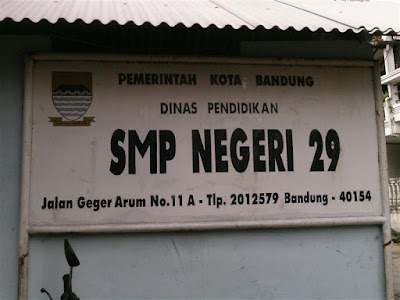 PEMERINTAH KOTA BANDUNG
DINAS PENDIDIKAN
SMP NEGERI 29
Jalan Geger Arum No.11 A - Tlp. 2012579 Bandung - 40154